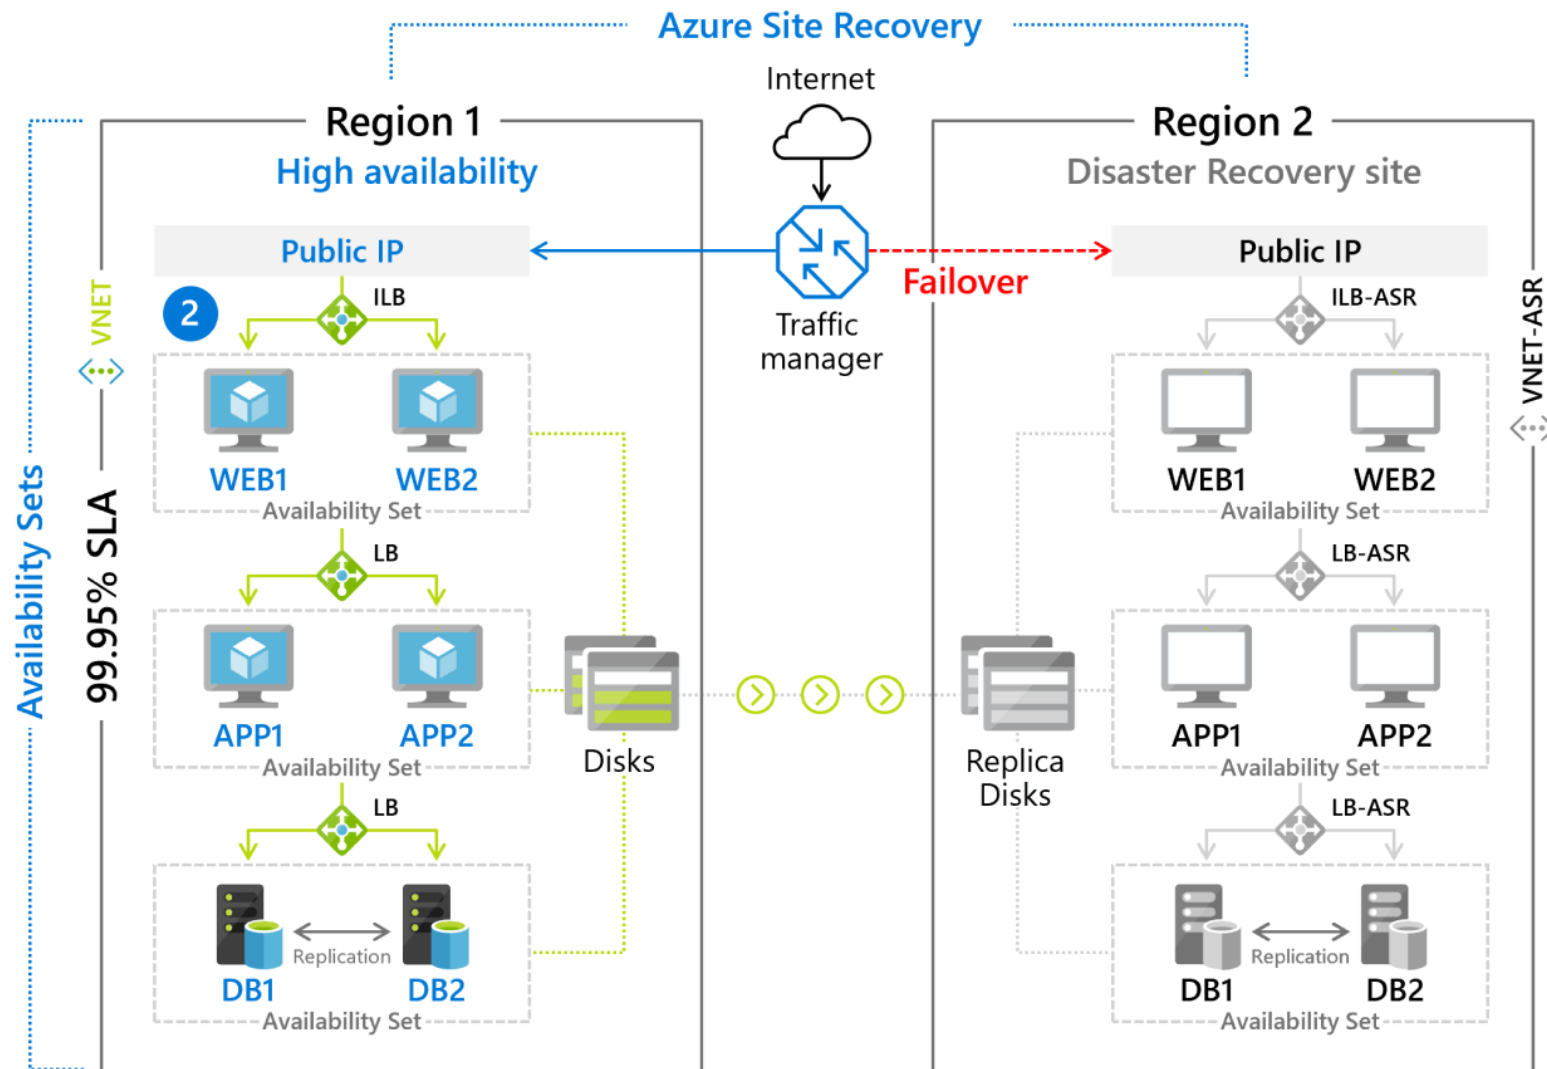 Azure Site Recovery
Internet
Region 1
High availability
Region 2
Disaster Recovery site
Public IP
Failover
Public IP
Traffic
manager
VNET
2
ILB
WEB1
WEB2
Availability Set
LB
APP1
APP2
Availability Set
LB
DB1
Replication
DB2
Availability Set
Disks
Availability Sets
99.95% SLA
Replica
Disks
ILB-ASR
VNET-ASR
WEB1
WEB2
Availability Set
LB-ASR
APP1
APP2
Availability Set
LB-ASR
DB1
Replication
DB2
Availability Set